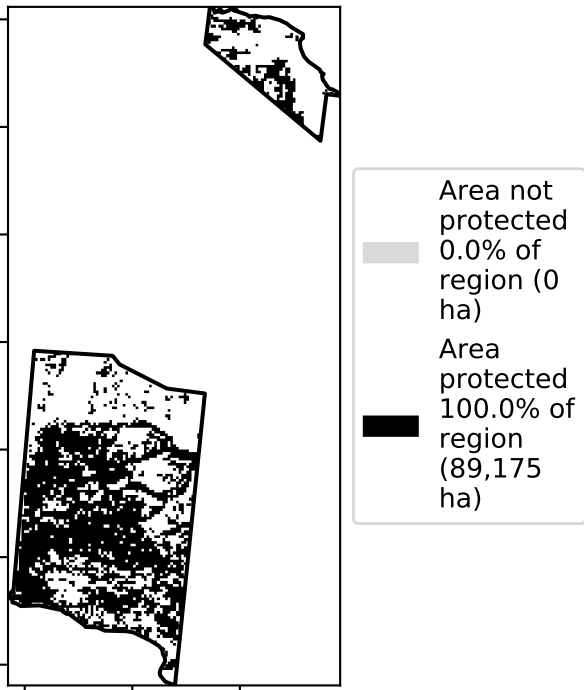 Area not
protected
0.0% of
region (0
ha)
Area
protected
100.0% of
region
(89,175
ha)